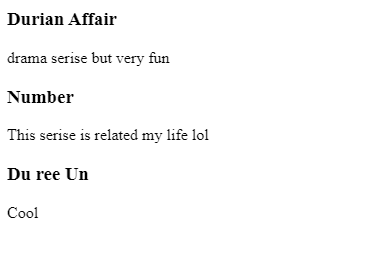 Durian Affair
drama serise but very fun
Number
This serise is related my life lol
Du ree Un
Cool